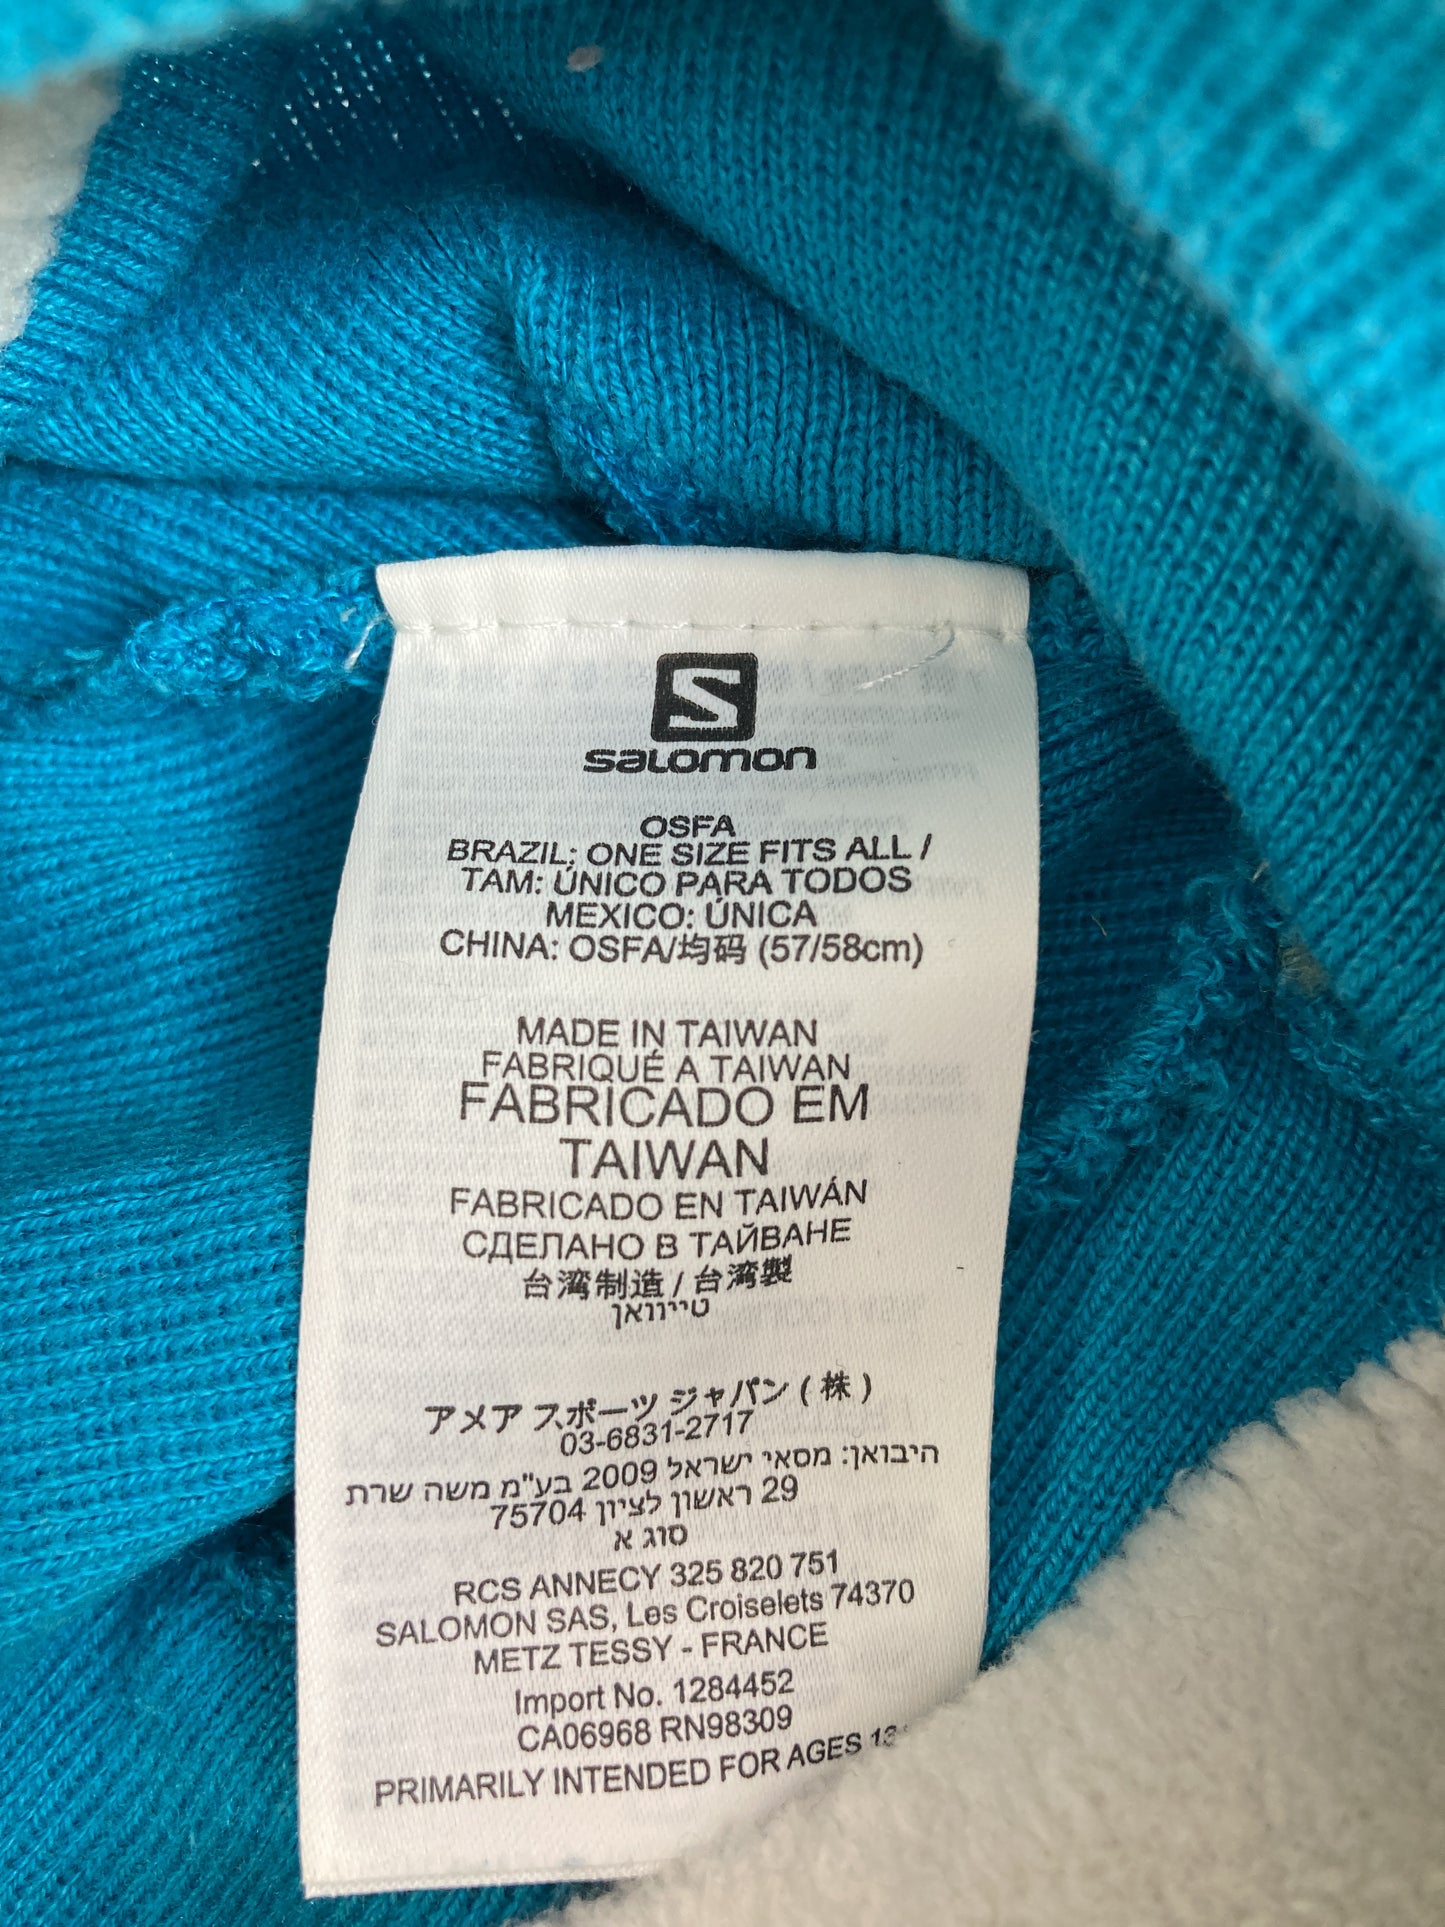 S
salomon
OSFA
BRAZIL: ONE SIZE FITS ALL /
TAM: ÚNICO PARA TODOS
MEXICO: ÚNICA
CHINA: OSFA/均码 (57/58cm)
MADE IN TAIWAN
FABRIQUÉ A TAIWAN
FABRICADO EM
TAIWAN
FABRICADO EN TAIWÁN
СДЕЛАНО В ТАЙВАНЕ
台湾制造 / 台湾製
טייוואן
アメア スポーツ ジャパン ( 株 )
03-6831-2717
היבואן: מסאי ישראל 2009 בע"מ משה שרת
29 ראשון לציון 75704
סוג א
RCS ANNECY 325 820 751
SALOMON SAS, Les Croiselets 74370
METZ TESSY - FRANCE
Import No. 1284452
CA06968 RN98309
PRIMARILY INTENDED FOR AGES